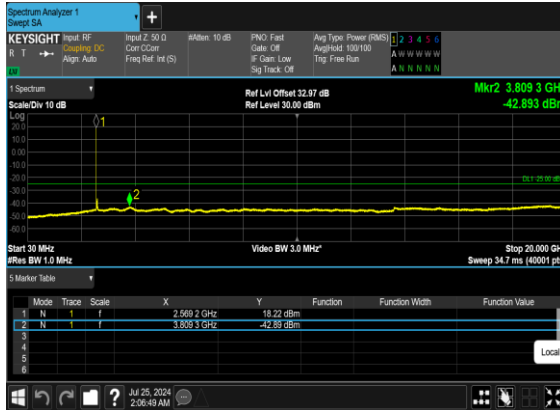 Spectrum Analyzer 1
Swept SA
KEYSIGHT
R T
LXI
Input: RF
Coupling: DC
Align: Auto
Input Z: 50 Ω
Corr CCorr
Freq Ref: Int (S)
#Atten: 10 dB
PNO: Fast
Gate: Off
IF Gain: Low
Sig Track: Off
Avg Type: Power (RMS)
Avg|Hold: 100/100
Trig: Free Run
1 2 3 4 5 6
A W W W W W
A N N N N N
1 Spectrum
Scale/Div 10 dB
Ref Lvl Offset 32.97 dB
Ref Level 30.00 dBm
Mkr2 3.809 3 GH
-42.893 dBm
Log
20.0
10.0
0.00
-10.0
-20.0
-30.0
-40.0
-50.0
-60.0
1
2
DL1 -25.00 dB
Start 30 MHz
Video BW 3.0 MHz*
Stop 20.000 GH
#Res BW 1.0 MHz
Sweep 34.7 ms (40001 pt
5 Marker Table
Mode Trace Scale X Y Function Function Width Function Value
1 N 1 f 2.569 2 GHz 18.22 dBm
2 N 1 f 3.809 3 GHz -42.89 dBm
3
4
5
6
Local
Jul 25, 2024
2:06:49 AM